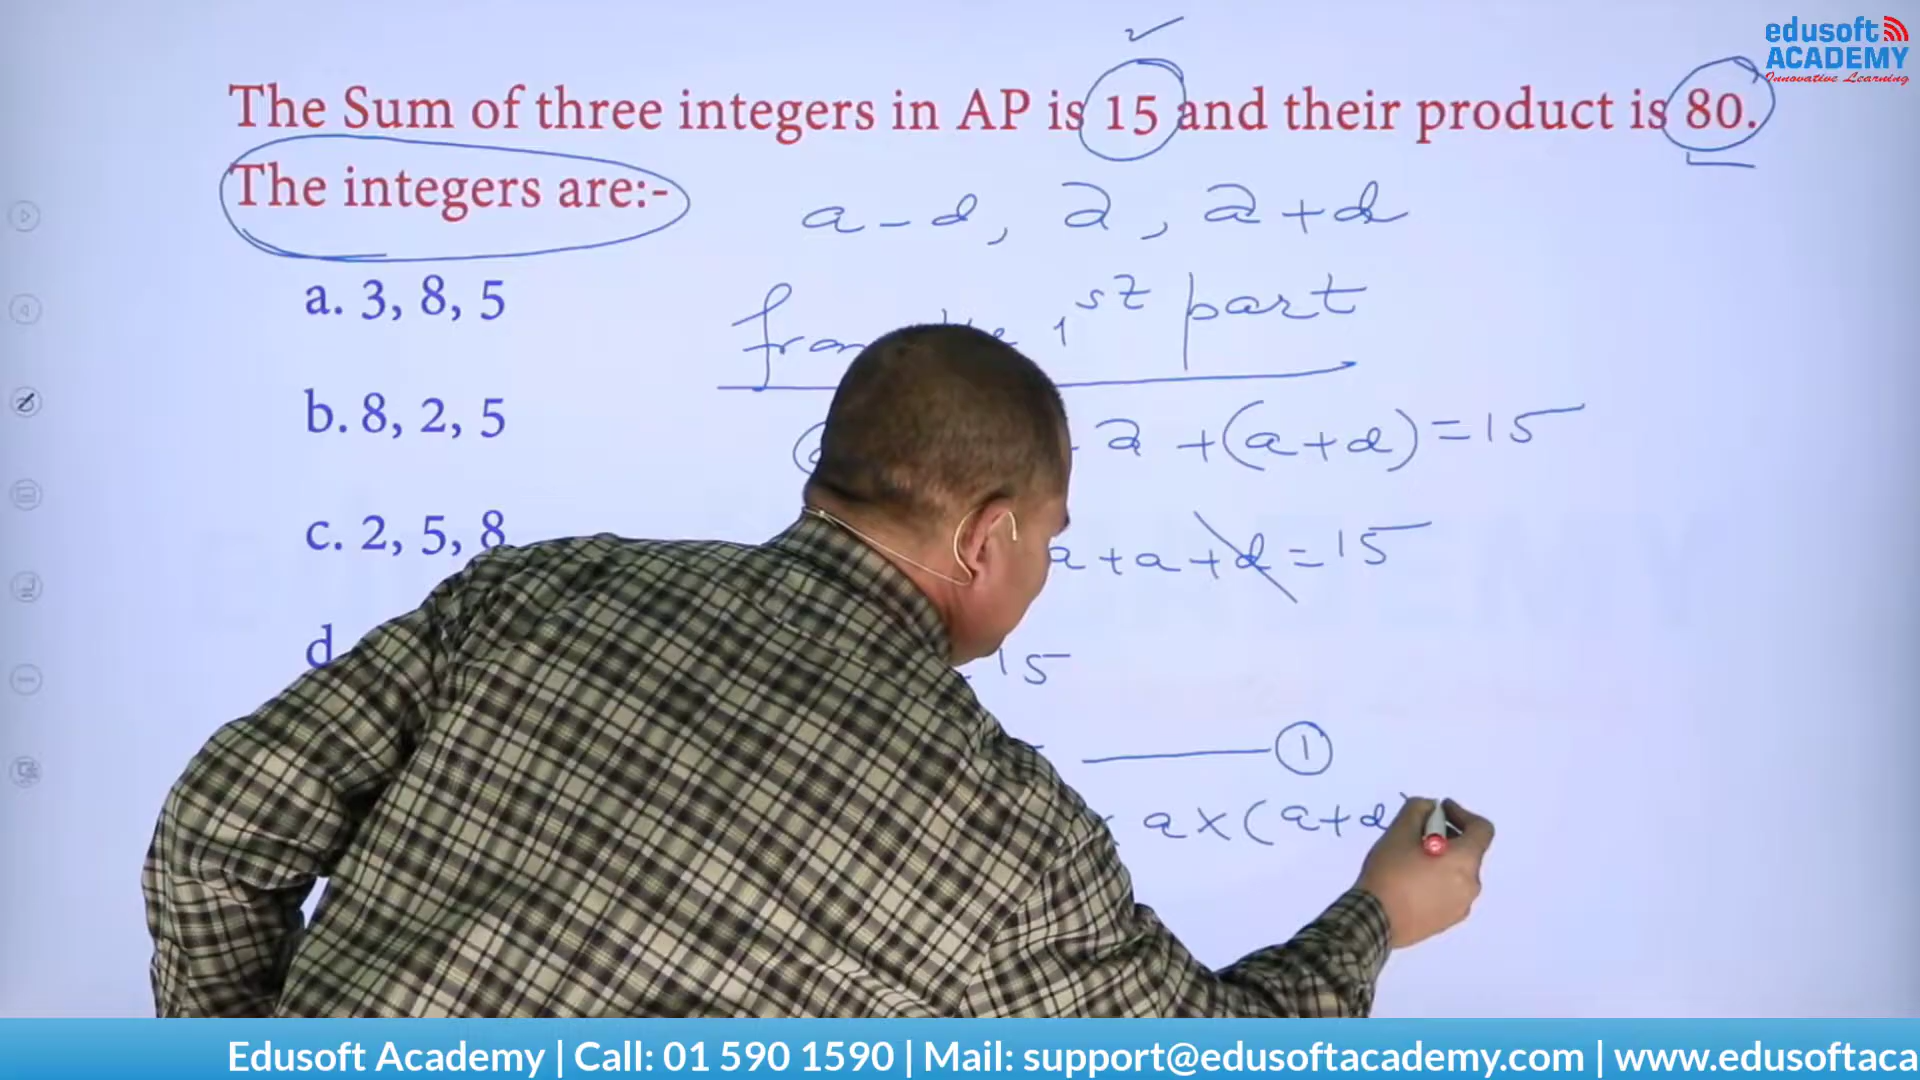 edusoft
ACADEMY
Innovative Learning
The Sum of three integers in AP is 15 and their product is 80.
The integers are:-
a - d, a, a + d
a. 3, 8, 5
1st part
b. 8, 2, 5
a + (a + d) = 15
c. 2, 5, 8
a + a + d = 15
d.
15
1
a × (a + d)
Edusoft Academy | Call: 01 590 1590 | Mail: support@edusoftacademy.com | www.edusoftaca